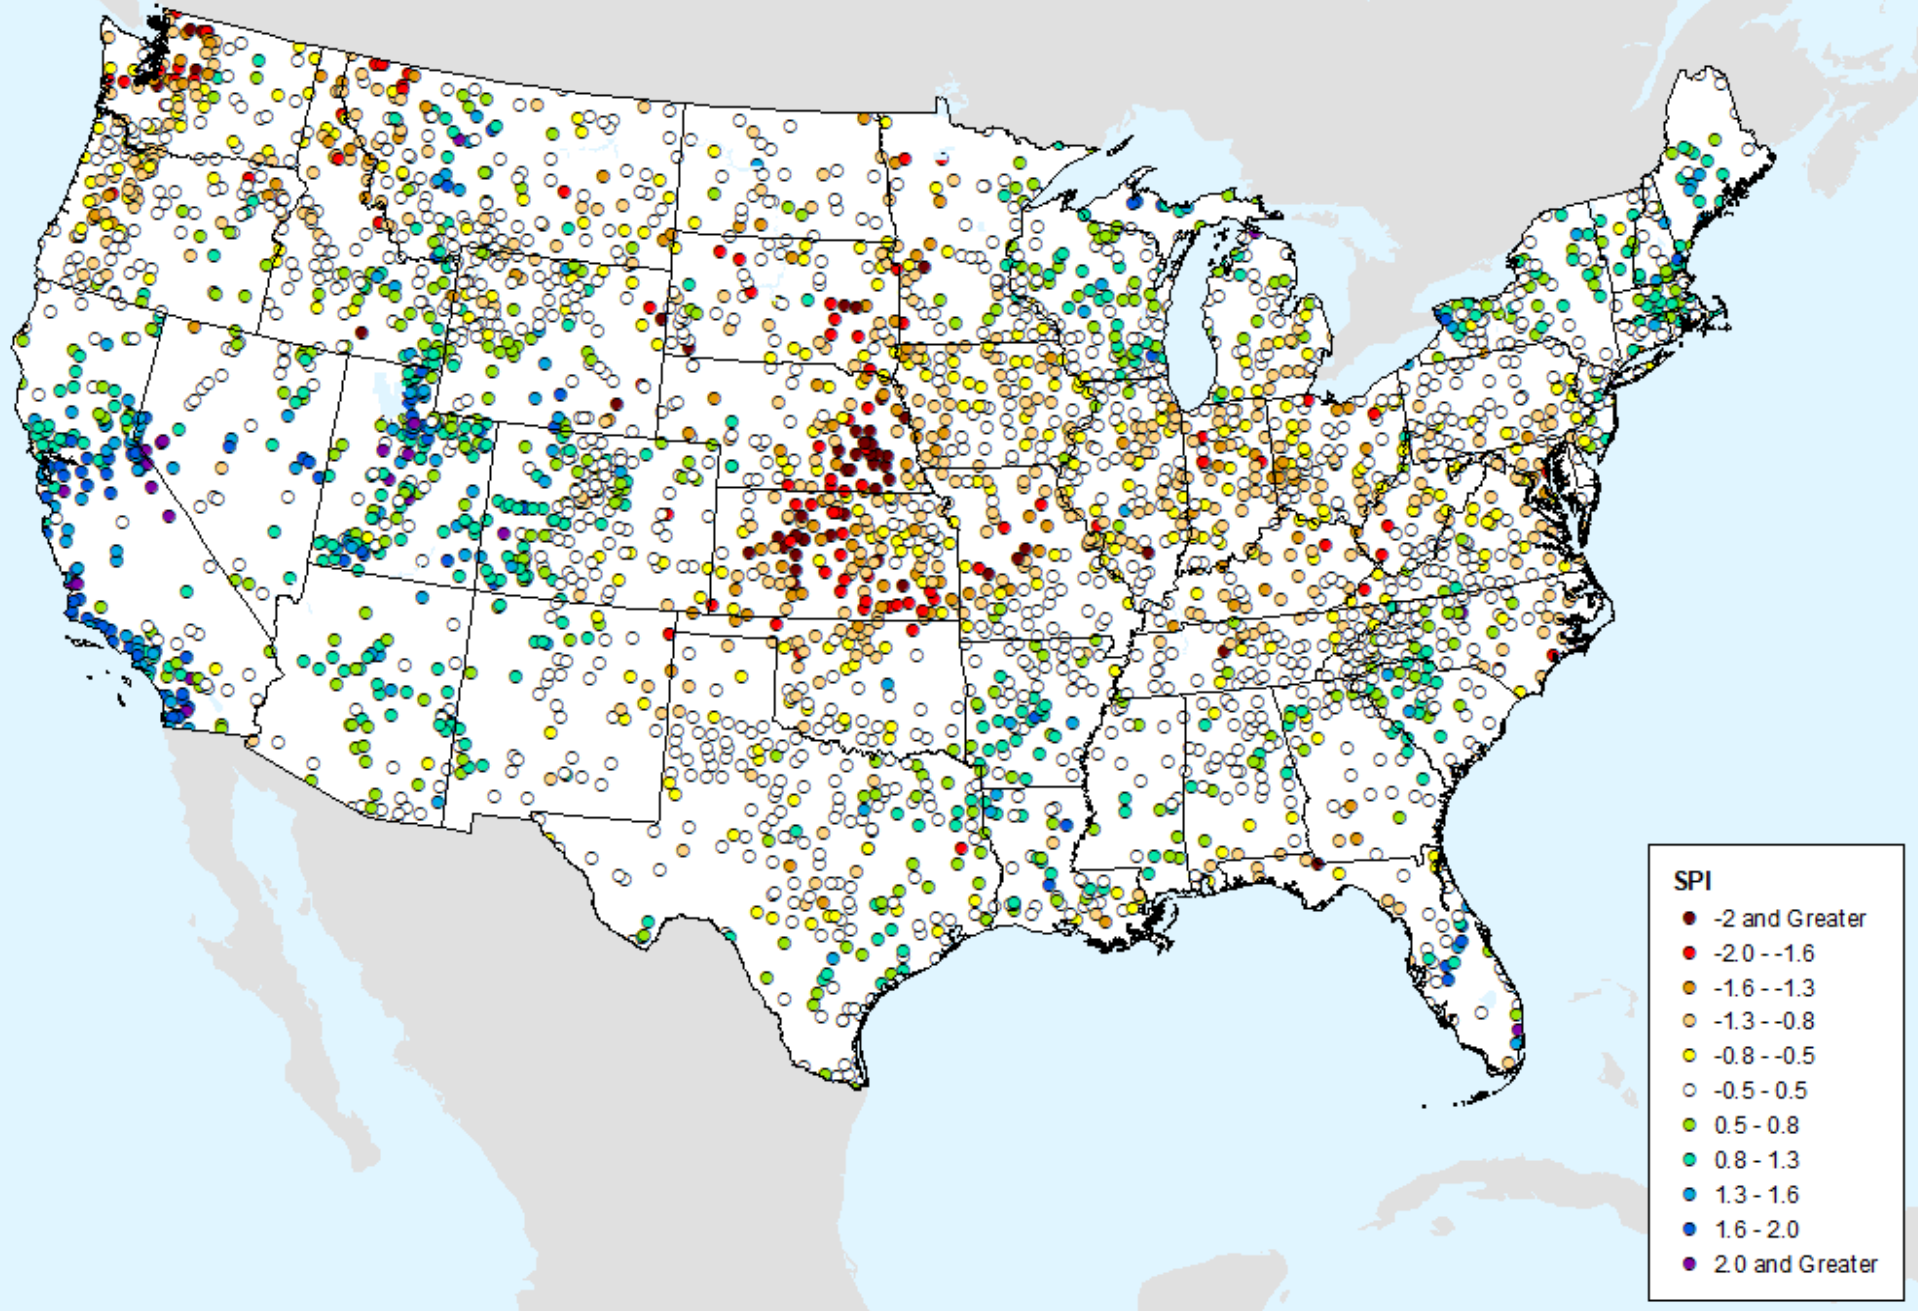 SPI
-2 and Greater
-2.0 - -1.6
-1.6 - -1.3
-1.3 - -0.8
-0.8 - -0.5
-0.5 - 0.5
0.5 - 0.8
0.8 - 1.3
1.3 - 1.6
1.6 - 2.0
2.0 and Greater